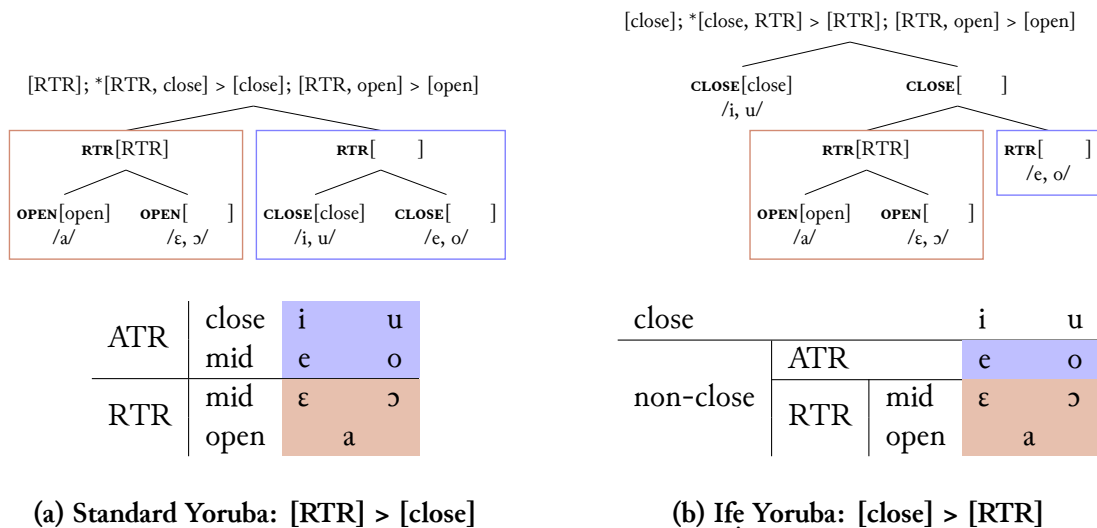 [RTR]; *[RTR, close] > [close]; [RTR, open] > [open]
RTR[RTR] RTR[ ]
OPEN[open] OPEN[ ] CLOSE[close] CLOSE[ ]
/a/ /ɛ, ɔ/ /i, u/ /e, o/
ATR close i u
mid e o
RTR mid ɛ ɔ
open a
(a) Standard Yoruba: [RTR] > [close]
[close]; *[close, RTR] > [RTR]; [RTR, open] > [open]
CLOSE[close] CLOSE[ ]
/i, u/
RTR[RTR] RTR[ ]
/e, o/
OPEN[open] OPEN[ ]
/a/ /ɛ, ɔ/
close i u
non-close ATR e o
RTR mid ɛ ɔ
open a
(b) Ifẹ Yoruba: [close] > [RTR]